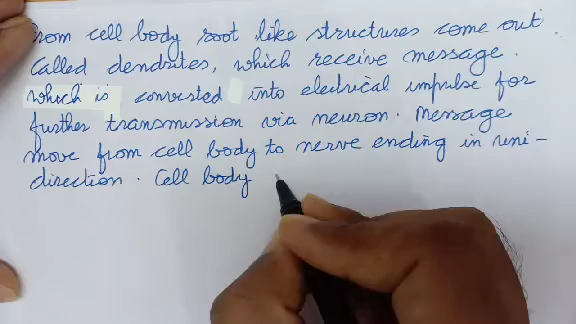 From cell body root like structures come out
called dendrites, which receive message.
which is converted into electrical impulse for
further transmission via neuron. Message
move from cell body to nerve ending in uni-
direction. Cell body